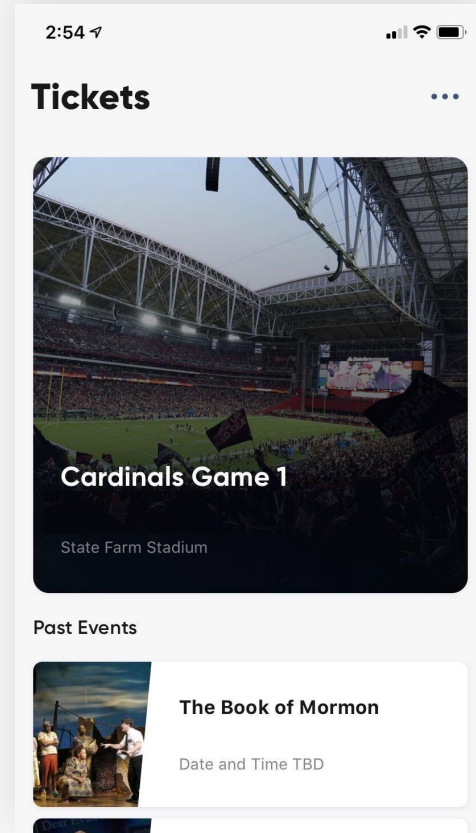 2:54
Tickets
Cardinals Game 1
State Farm Stadium
Past Events
The Book of Mormon
Date and Time TBD